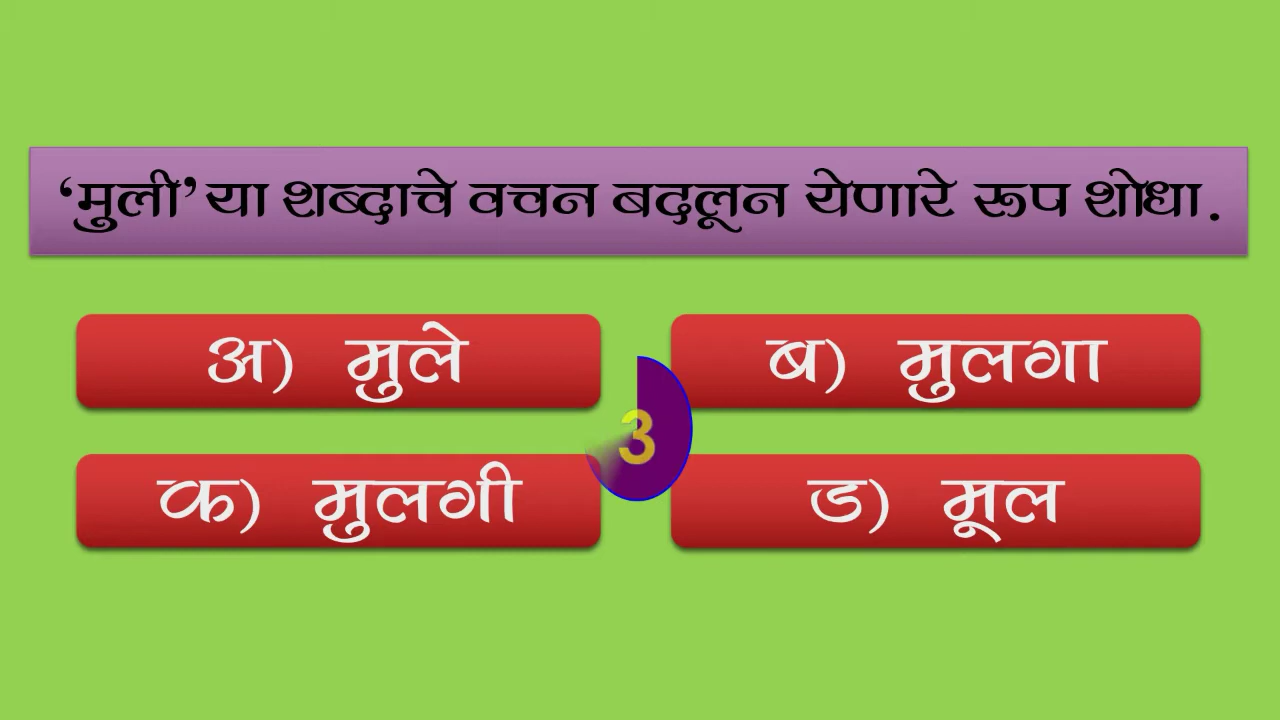 ‘मुली’ या शब्दाचे वचन बदलून येणारे रूप शोधा.
अ) मुले
ब) मुलगा
3
क) मुलगी
ड) मूल